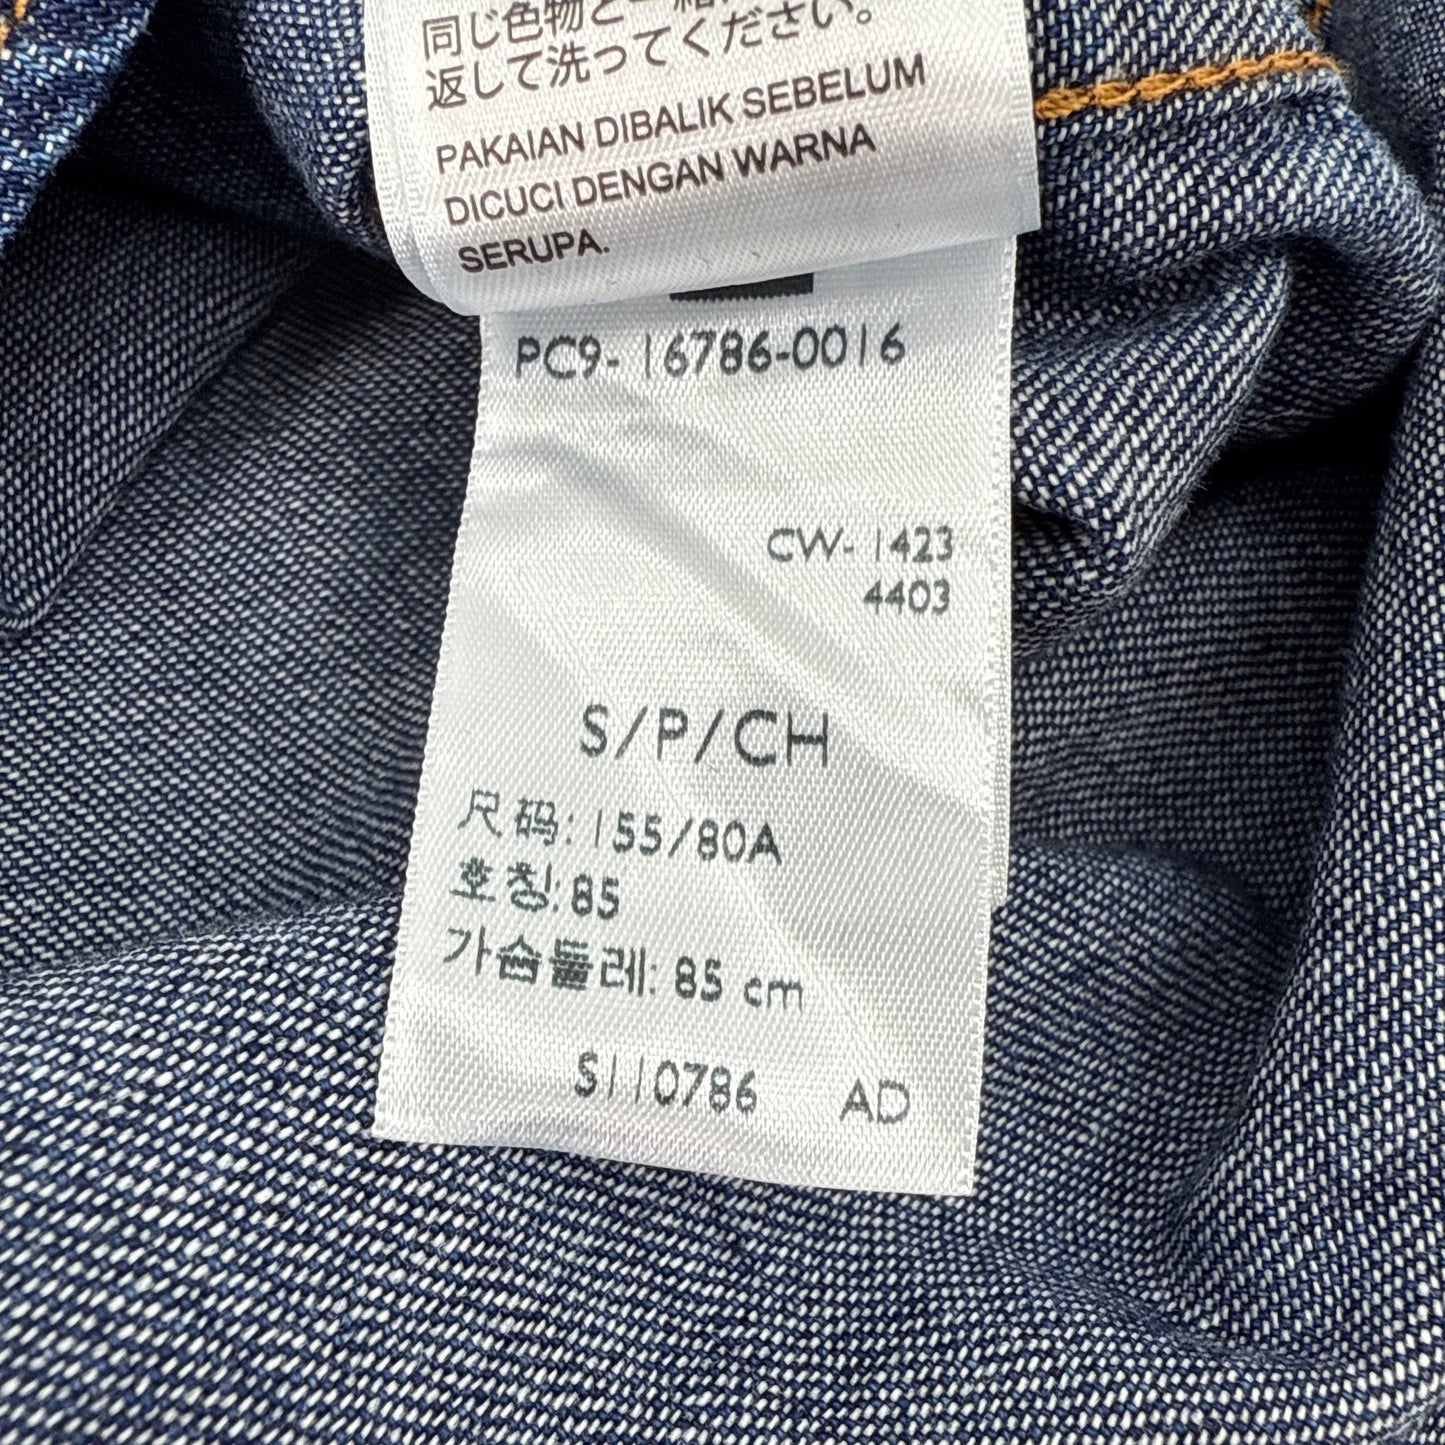 同じ色物と一緒に
返して洗ってください。
PAKAIAN DIBALIK SEBELUM
DICUCI DENGAN WARNA
SERUPA.
PC9-16786-0016
CW-1423
4403
S/P/CH
尺码:155/80A
호칭:85
가슴둘레: 85 cm
S110786 AD